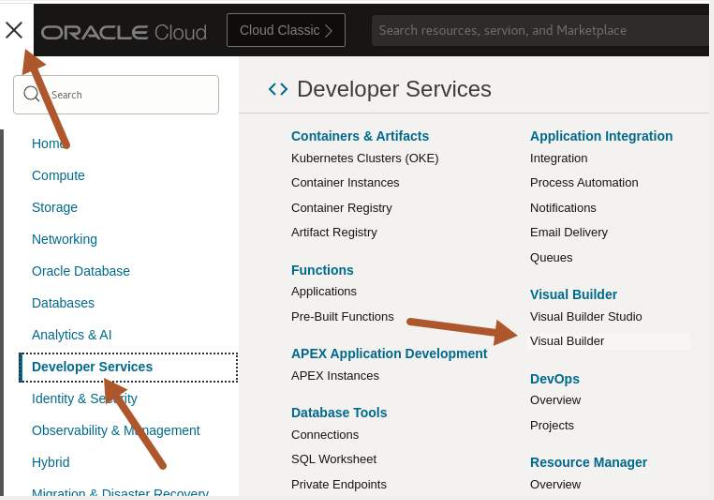 ORACLE Cloud
Cloud Classic
Search resources, servion, and Marketplace
Search
Home
Compute
Storage
Networking
Oracle Database
Databases
Analytics & AI
Developer Services
Identity & Security
Observability & Management
Hybrid
Migration & Disaster Recovery
Developer Services
Containers & Artifacts
Kubernetes Clusters (OKE)
Container Instances
Container Registry
Artifact Registry
Functions
Applications
Pre-Built Functions
APEX Application Development
APEX Instances
Database Tools
Connections
SQL Worksheet
Private Endpoints
Application Integration
Integration
Process Automation
Notifications
Email Delivery
Queues
Visual Builder
Visual Builder Studio
Visual Builder
DevOps
Overview
Projects
Resource Manager
Overview